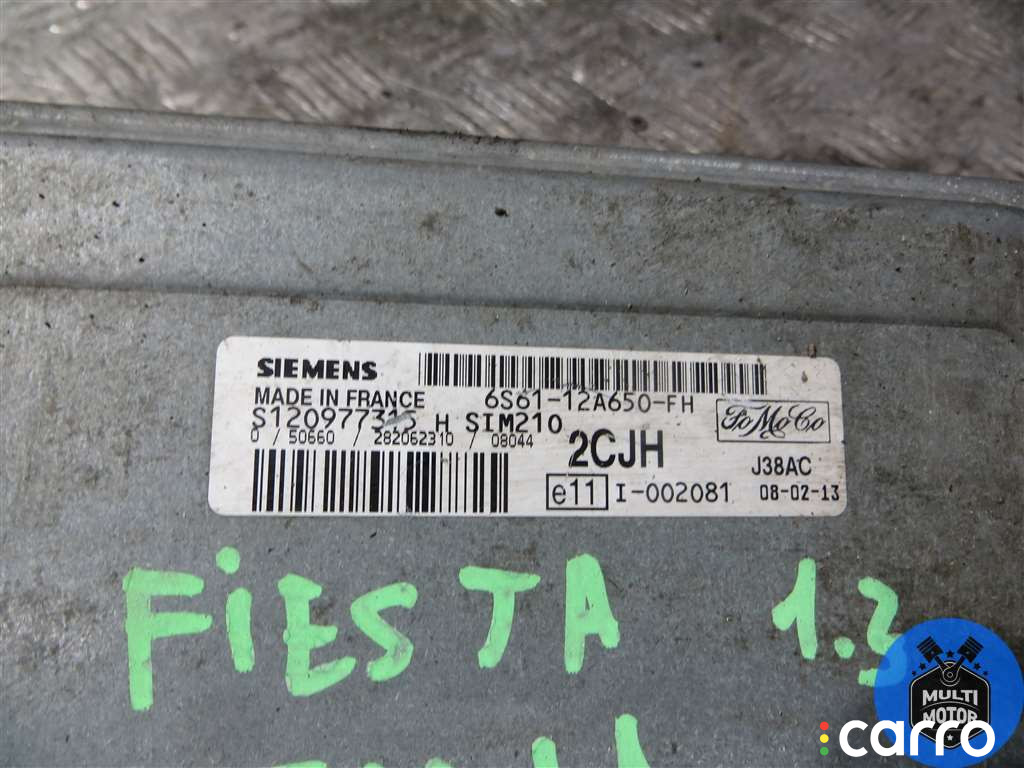 SIEMENS
MADE IN FRANCE
6S61-12A650-FH
H SIM210
0 / 50660 / 282062310 / 08044
FoMoCo
2CJH
J38AC
e11 I-002081 08-02-13
FiESTA 1.3
MULTI
MOTOR
carro